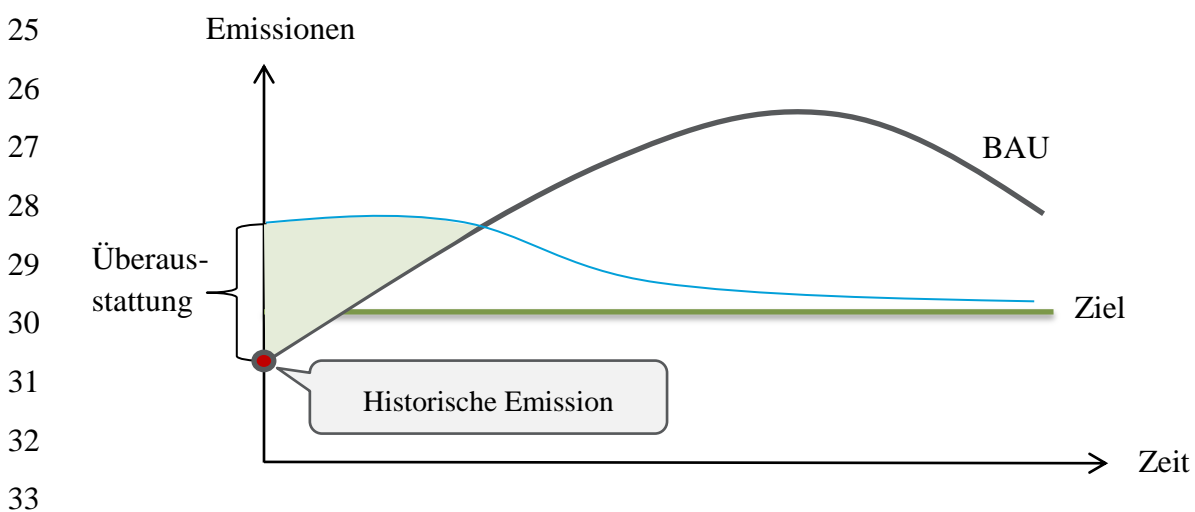 25
Emissionen
26
27
BAU
28
29
Überaus-
stattung
30
Ziel
31
Historische Emission
32
Zeit
33